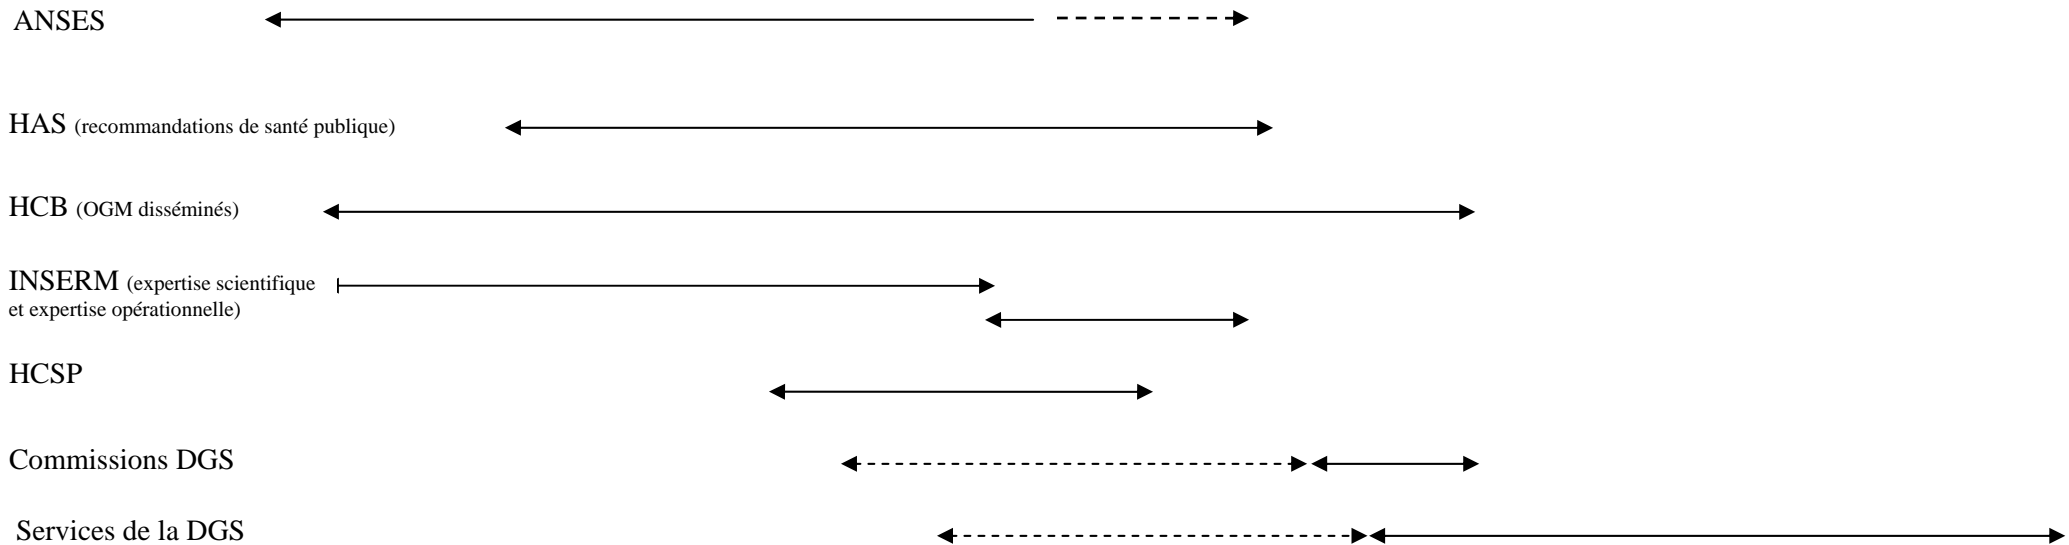 ANSES
HAS (recommandations de santé publique)
HCB (OGM disséminés)
INSERM (expertise scientifique
et expertise opérationnelle)
HCSP
Commissions DGS
Services de la DGS